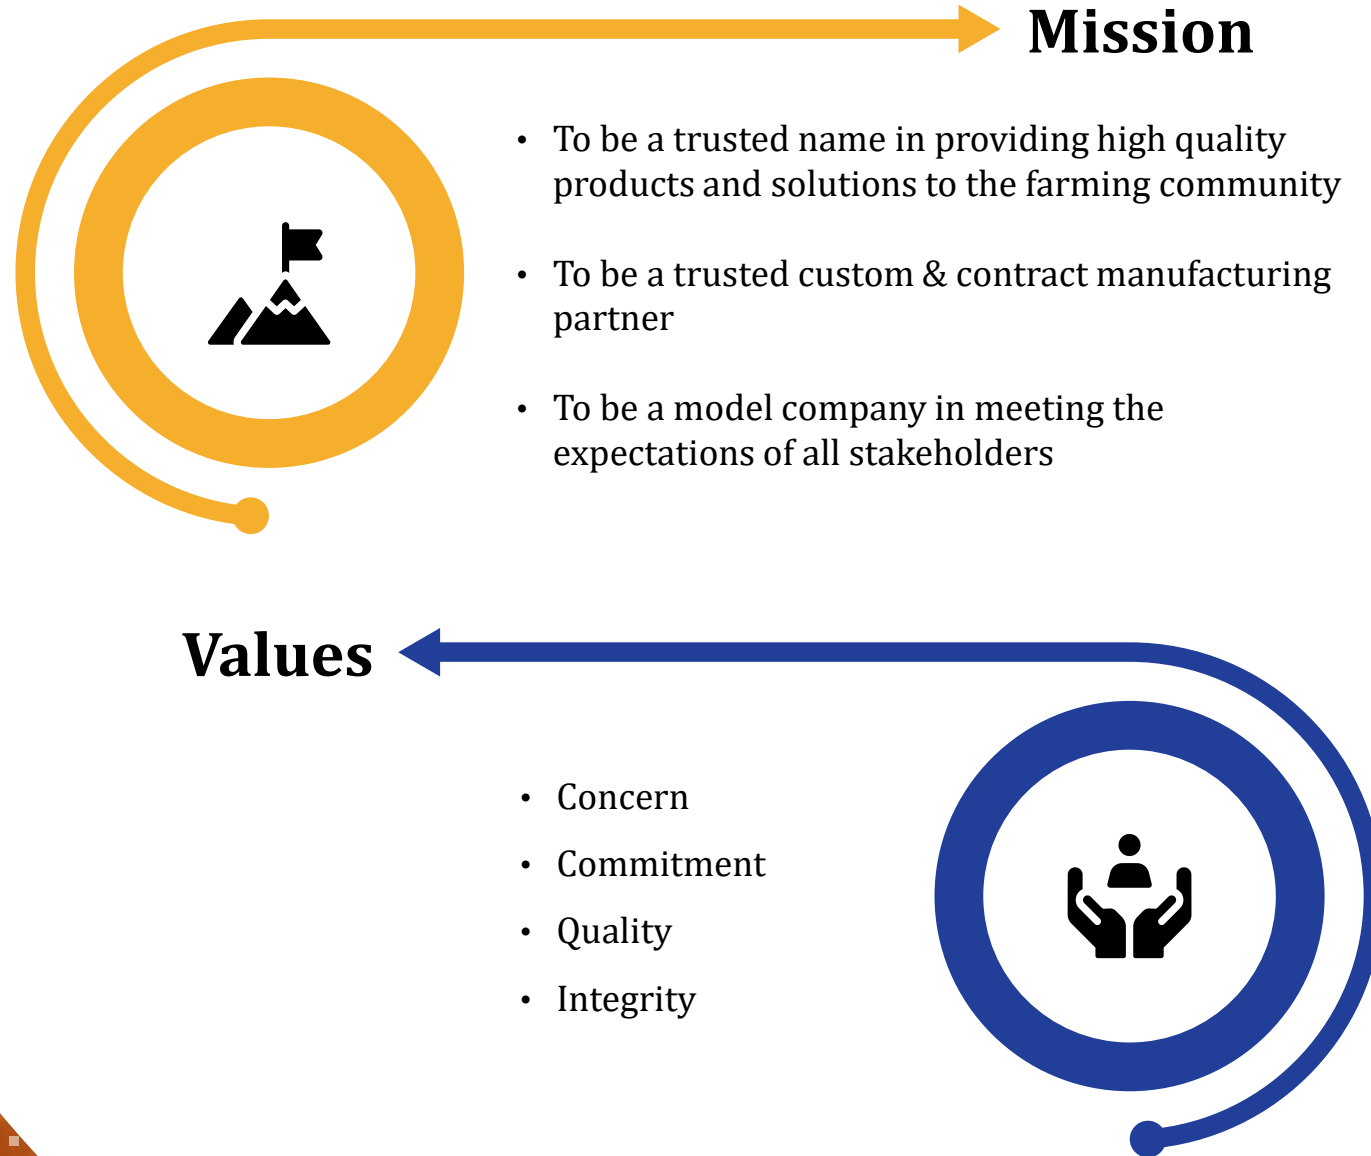 Mission
• To be a trusted name in providing high quality
products and solutions to the farming community
• To be a trusted custom & contract manufacturing
partner
• To be a model company in meeting the
expectations of all stakeholders
Values
• Concern
• Commitment
• Quality
• Integrity